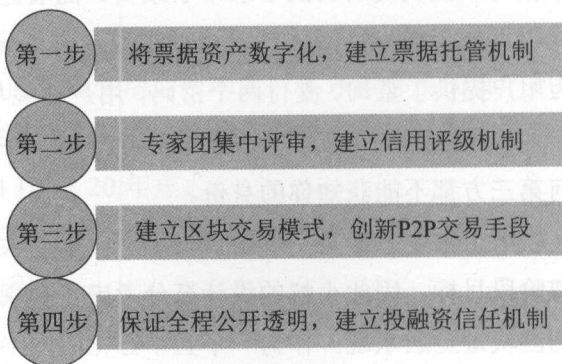 第一步 将票据资产数字化，建立票据托管机制
第二步 专家团集中评审，建立信用评级机制
第三步 建立区块交易模式，创新P2P交易手段
第四步 保证全程公开透明，建立投融资信任机制